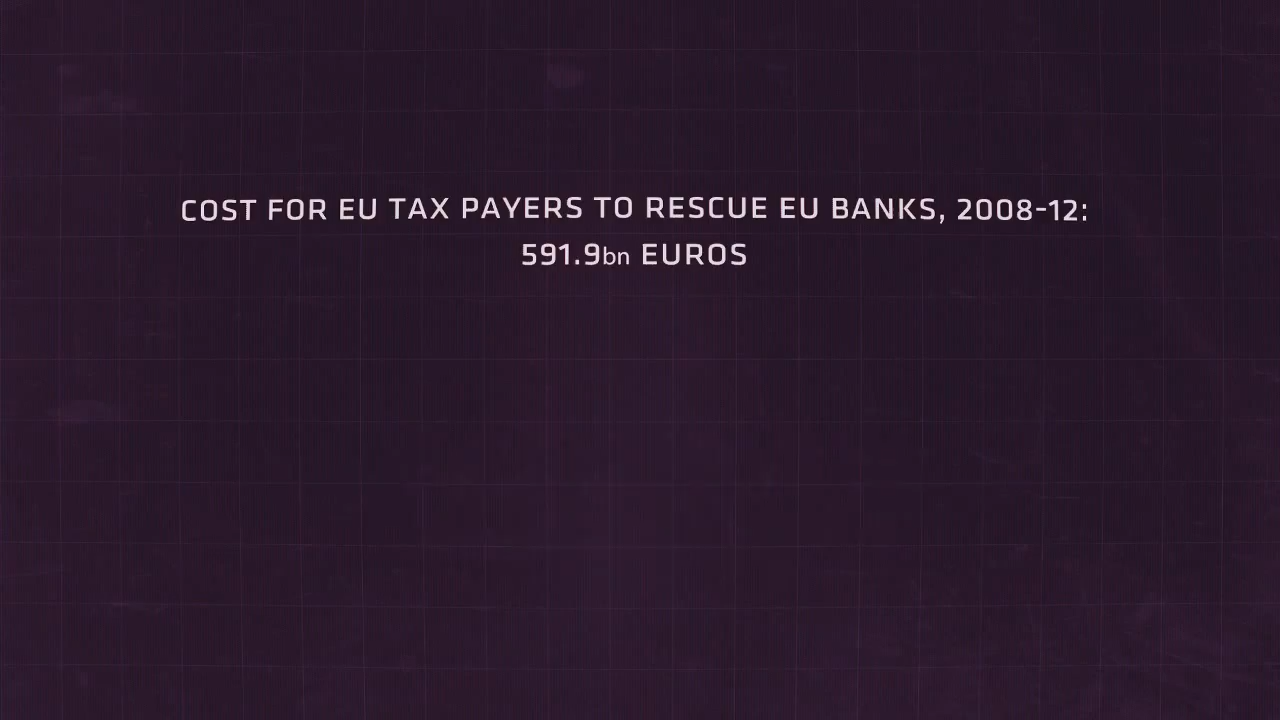 COST FOR EU TAX PAYERS TO RESCUE EU BANKS, 2008-12:
591.9bn EUROS